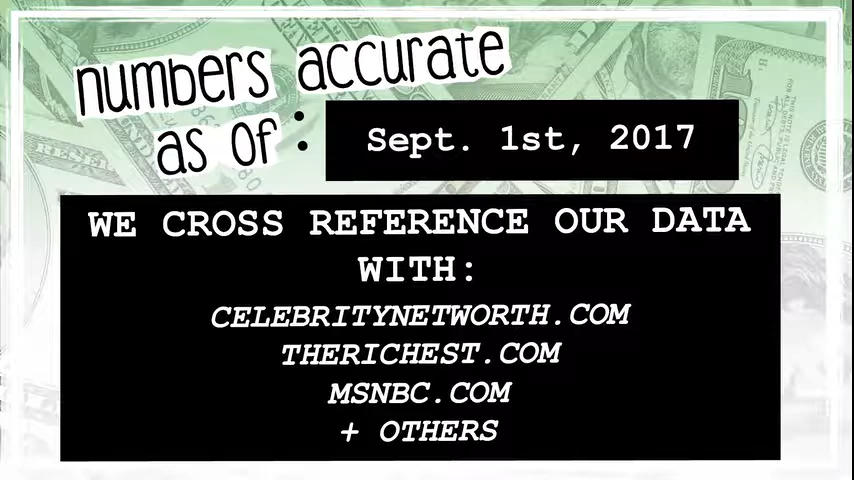 numbers accurate
as of: Sept. 1st, 2017
WE CROSS REFERENCE OUR DATA
WITH:
CELEBRITYNETWORTH.COM
THERICHEST.COM
MSNBC.COM
+ OTHERS